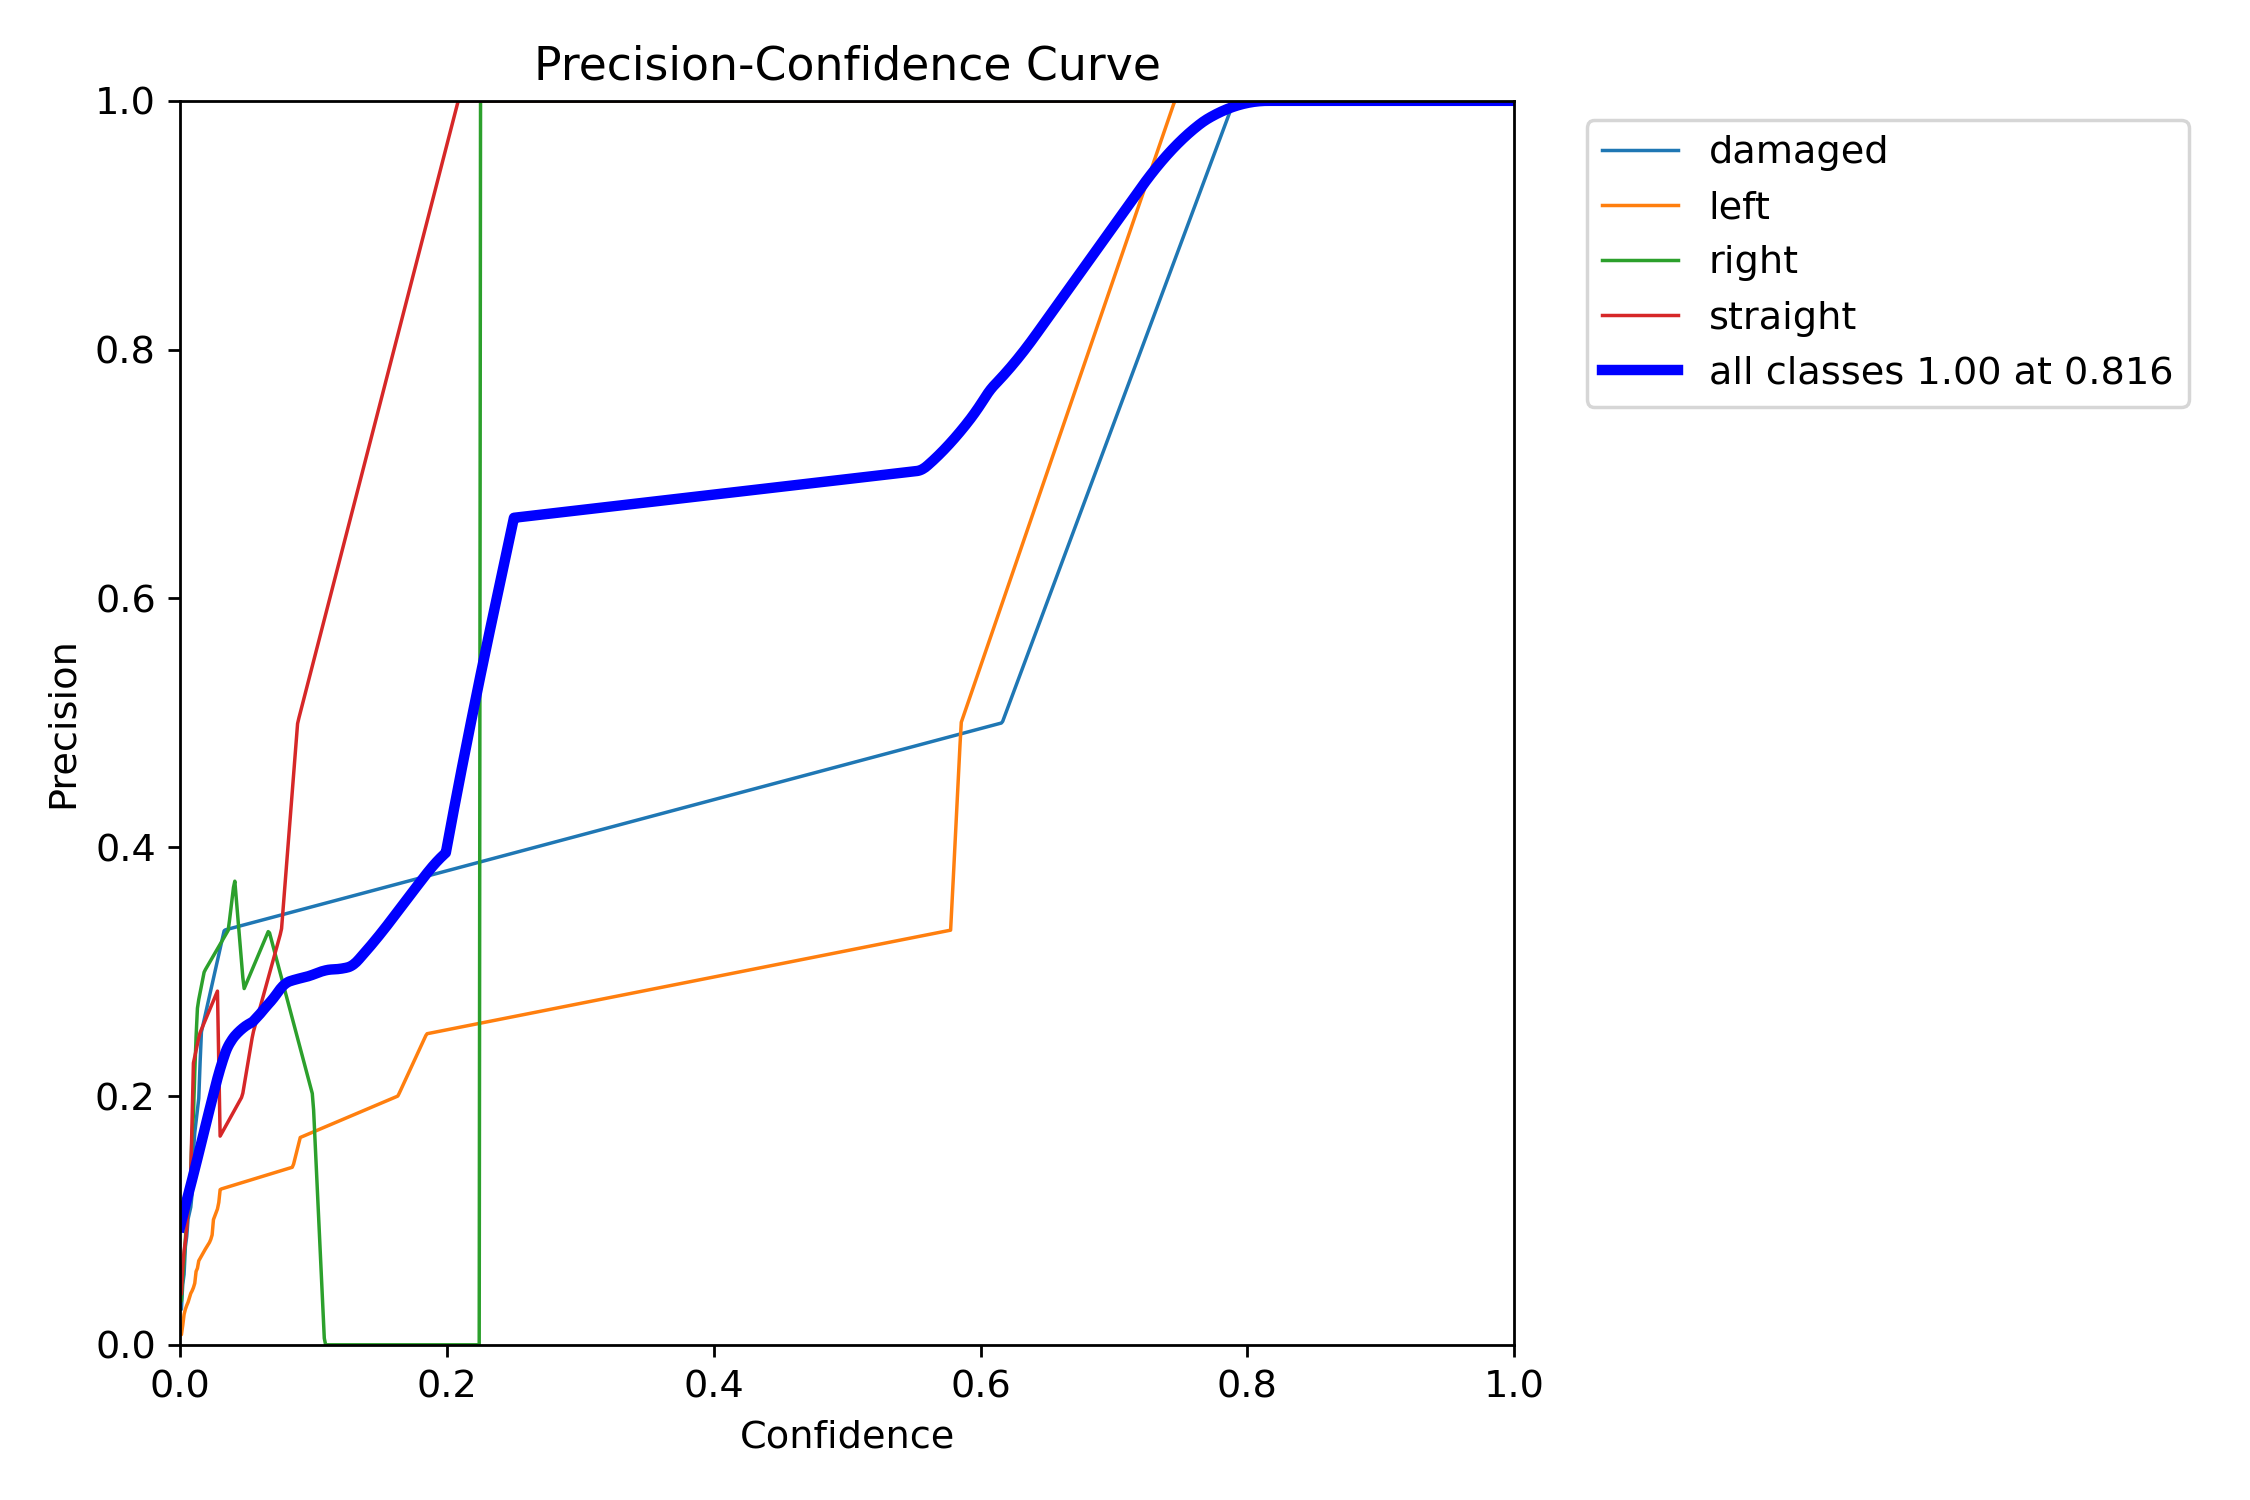 Precision-Confidence Curve
1.0
0.8
0.6
0.4
0.2
0.0
Precision
0.0 0.2 0.4 0.6 0.8 1.0
Confidence
damaged
left
right
straight
all classes 1.00 at 0.816